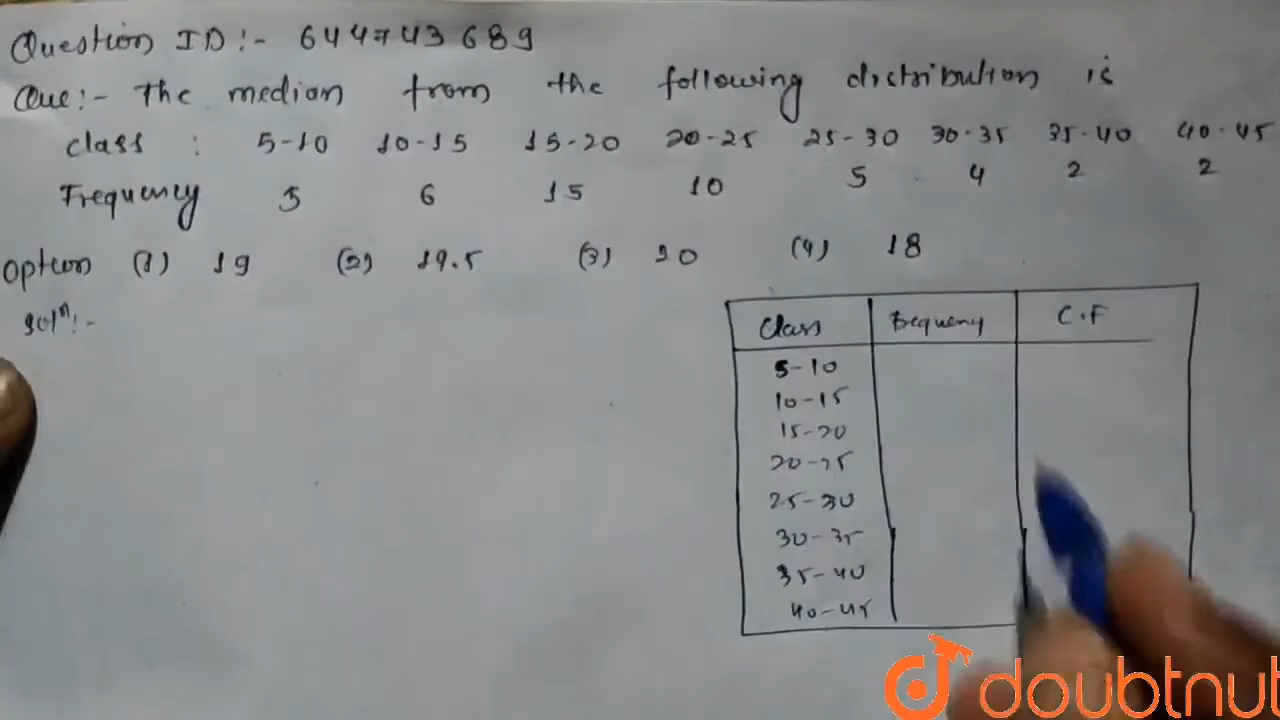 Question ID:- 644743689
Que:- The median from the following distribution is
class : 5-10 10-15 15-20 20-25 25-30 30-35 35-40 40-45
Frequency 5 6 15 10 5 4 2 2
option (1) 19 (2) 19.5 (3) 20 (4) 18
Solⁿ:-
Class Frequeny C.F
5-10
10-15
15-20
20-25
25-30
30-35
35-40
40-45
doubtnut